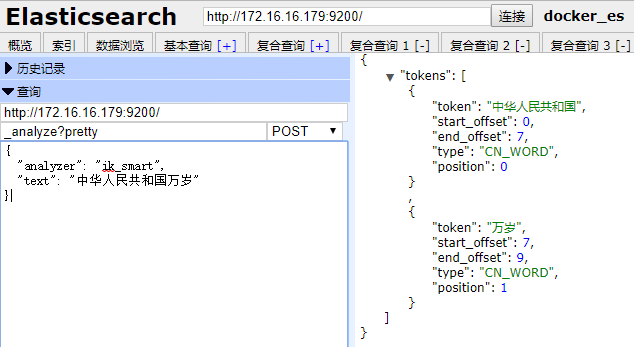 Elasticsearch http://172.16.16.179:9200/ 连接 docker_es
概览 索引 数据浏览 基本查询 [+] 复合查询 [+] 复合查询 1 [-] 复合查询 2 [-] 复合查询 3 [-]
历史记录
查询
http://172.16.16.179:9200/
_analyze?pretty POST
{
"analyzer": "ik_smart",
"text": "中华人民共和国万岁"
}
{
"tokens": [
{
"token": "中华人民共和国",
"start_offset": 0,
"end_offset": 7,
"type": "CN_WORD",
"position": 0
}
,
{
"token": "万岁",
"start_offset": 7,
"end_offset": 9,
"type": "CN_WORD",
"position": 1
}
]
}